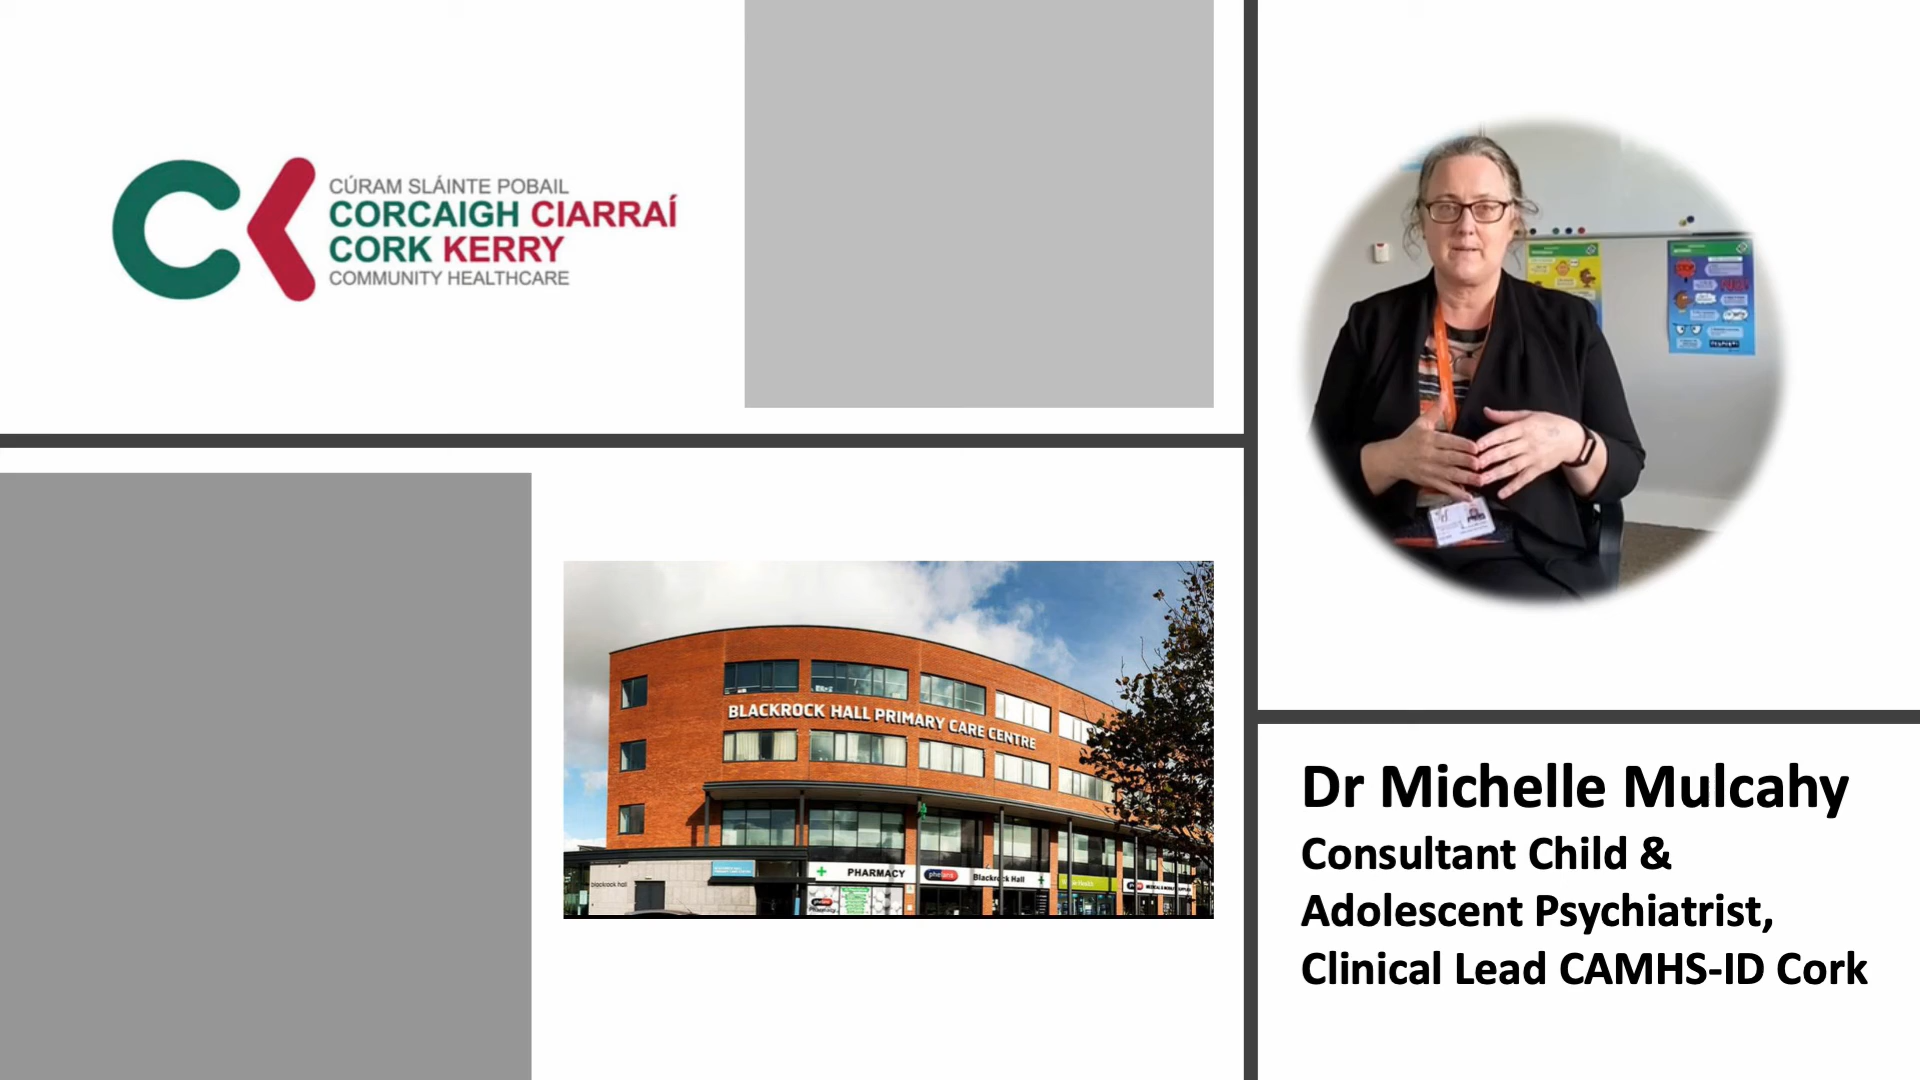 CÚRAM SLÁINTE POBAIL
CORCAIGH CIARRAÍ
CORK KERRY
COMMUNITY HEALTHCARE
BLACKROCK HALL PRIMARY CARE CENTRE
blackrock hall
PHARMACY
phelans
Blackrock Hall
Dr Michelle Mulcahy
Consultant Child &
Adolescent Psychiatrist,
Clinical Lead CAMHS-ID Cork